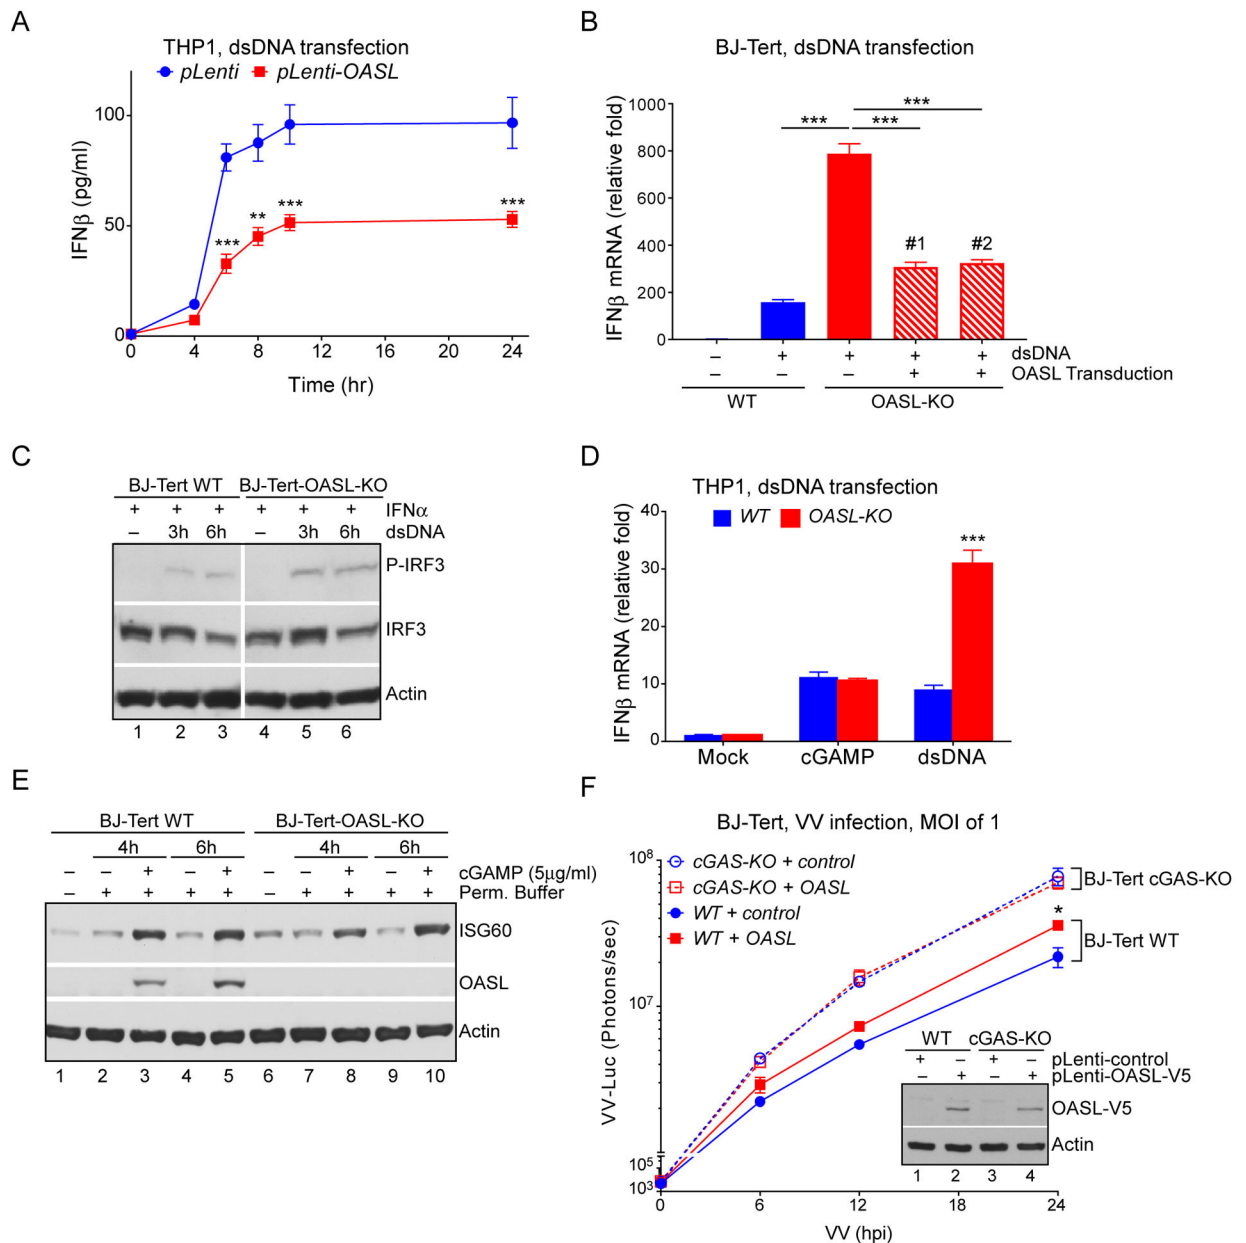 A
THP1, dsDNA transfection
pLenti pLenti-OASL
IFNβ (pg/ml)
100
50
0
*** ** *** ***
0 4 8 12 16 20 24
Time (hr)
B
BJ-Tert, dsDNA transfection
IFNβ mRNA (relative fold)
1000
800
600
400
200
0
***
*** ***
#1 #2
– + + + + dsDNA
– – – + + OASL Transduction
WT OASL-KO
C
BJ-Tert WT BJ-Tert-OASL-KO
+ + + + + + IFNα
– 3h 6h – 3h 6h dsDNA
P-IRF3
IRF3
Actin
1 2 3 4 5 6
D
THP1, dsDNA transfection
WT OASL-KO
IFNβ mRNA (relative fold)
40
30
20
10
0
***
Mock cGAMP dsDNA
E
BJ-Tert WT BJ-Tert-OASL-KO
4h 6h 4h 6h
– – + – + – – + – + cGAMP (5µg/ml)
– + + + + – + + + + Perm. Buffer
ISG60
OASL
Actin
1 2 3 4 5 6 7 8 9 10
F
BJ-Tert, VV infection, MOI of 1
cGAS-KO + control
cGAS-KO + OASL
WT + control
WT + OASL
VV-Luc (Photons/sec)
10⁸
10⁷
10⁵
10³
BJ-Tert cGAS-KO
*
BJ-Tert WT
WT cGAS-KO
+ – + – pLenti-control
– + – + pLenti-OASL-V5
OASL-V5
Actin
1 2 3 4
0 6 12 18 24
VV (hpi)